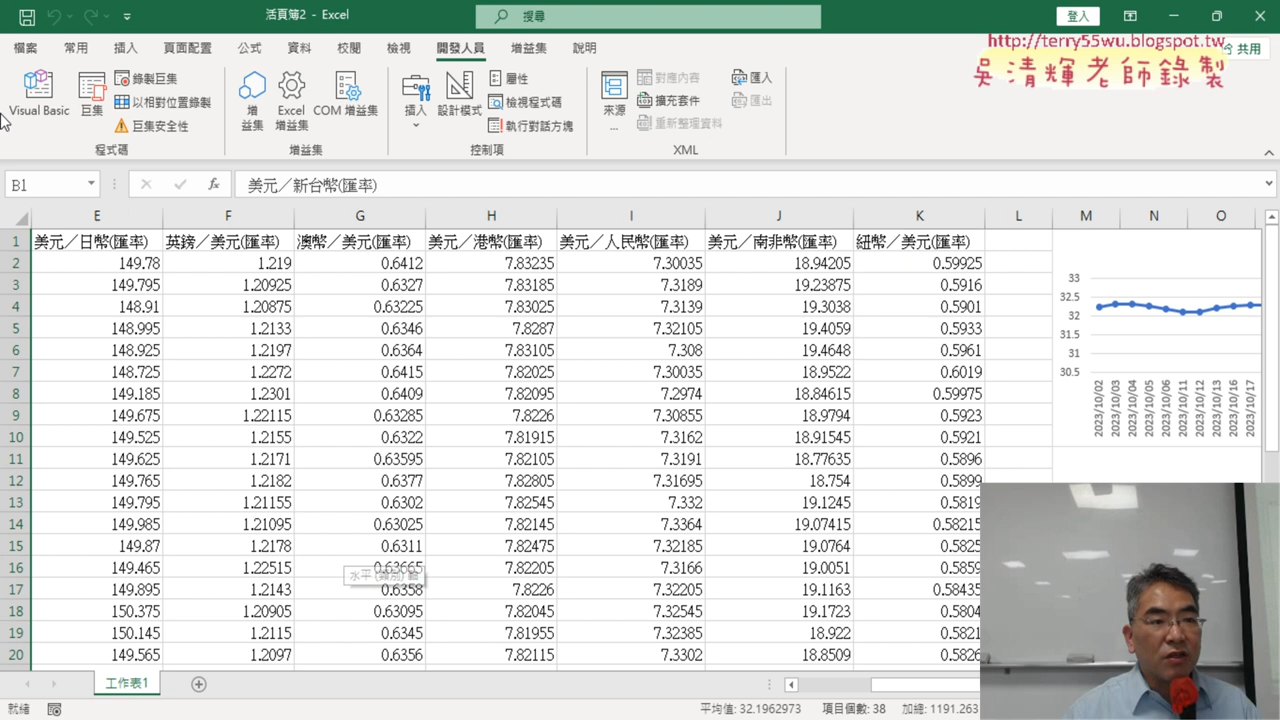 活頁簿2 - Excel
搜尋
登入
檔案 常用 插入 頁面配置 公式 資料 校閱 檢視 開發人員 增益集 說明
共用
http://terry55wu.blogspot.tw
吳清輝老師錄製
Visual Basic
巨集
錄製巨集
以相對位置錄製
巨集安全性
程式碼
增益集
Excel 增益集
COM 增益集
增益集
插入
設計模式
屬性
檢視程式碼
執行對話方塊
控制項
來源
...
對應內容
擴充套件
重新整理資料
匯入
匯出
XML
B1
fx
美元／新台幣(匯率)
E F G H I J K L M N O
1 美元／日幣(匯率) 英鎊／美元(匯率) 澳幣／美元(匯率) 美元／港幣(匯率) 美元／人民幣(匯率) 美元／南非幣(匯率) 紐幣／美元(匯率)
2 149.78 1.219 0.6412 7.83235 7.30035 18.94205 0.59925
3 149.795 1.20925 0.6327 7.83185 7.3189 19.23875 0.5916
4 148.91 1.20875 0.63225 7.83025 7.3139 19.3038 0.5901
5 148.995 1.2133 0.6346 7.8287 7.32105 19.4059 0.5933
6 148.925 1.2197 0.6364 7.83105 7.308 19.4648 0.5961
7 148.725 1.2272 0.6415 7.82025 7.30035 18.9522 0.6019
8 149.185 1.2301 0.6409 7.82095 7.2974 18.84615 0.59975
9 149.675 1.22115 0.63285 7.8226 7.30855 18.9794 0.5923
10 149.525 1.2155 0.6322 7.81915 7.3162 18.91545 0.5921
11 149.625 1.2171 0.63595 7.82105 7.3191 18.77635 0.5896
12 149.765 1.2182 0.6377 7.82805 7.31695 18.754 0.5899
13 149.795 1.21155 0.6302 7.82545 7.332 19.1245 0.5819
14 149.985 1.21095 0.63025 7.82145 7.3364 19.07415 0.58215
15 149.87 1.2178 0.6311 7.82475 7.32185 19.0764 0.5825
16 149.465 1.22515 0.63665 7.82205 7.3166 19.0051 0.5859
17 149.895 1.2143 0.6358 7.8226 7.32205 19.1163 0.58435
18 150.375 1.20905 0.63095 7.82045 7.32545 19.1723 0.5804
19 150.145 1.2115 0.6345 7.81955 7.32385 18.922 0.5821
20 149.565 1.2097 0.6356 7.82115 7.3302 18.8509 0.5826
水平 (類別) 軸
33
32.5
32
31.5
31
30.5
2023/10/02
2023/10/03
2023/10/04
2023/10/05
2023/10/06
2023/10/11
2023/10/12
2023/10/13
2023/10/16
2023/10/17
工作表1
就緒
平均值: 32.1962973 項目個數: 38 加總: 1191.263